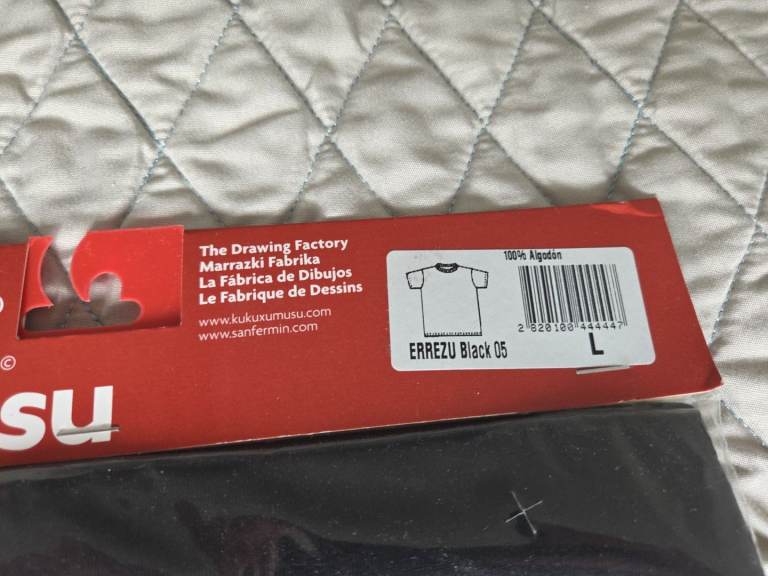 The Drawing Factory
Marrazki Fabrika
La Fábrica de Dibujos
Le Fabrique de Dessins
www.kukuxumusu.com
www.sanfermin.com
100% Algodón
2 820100 444447
ERREZU Black 05
L
©
su